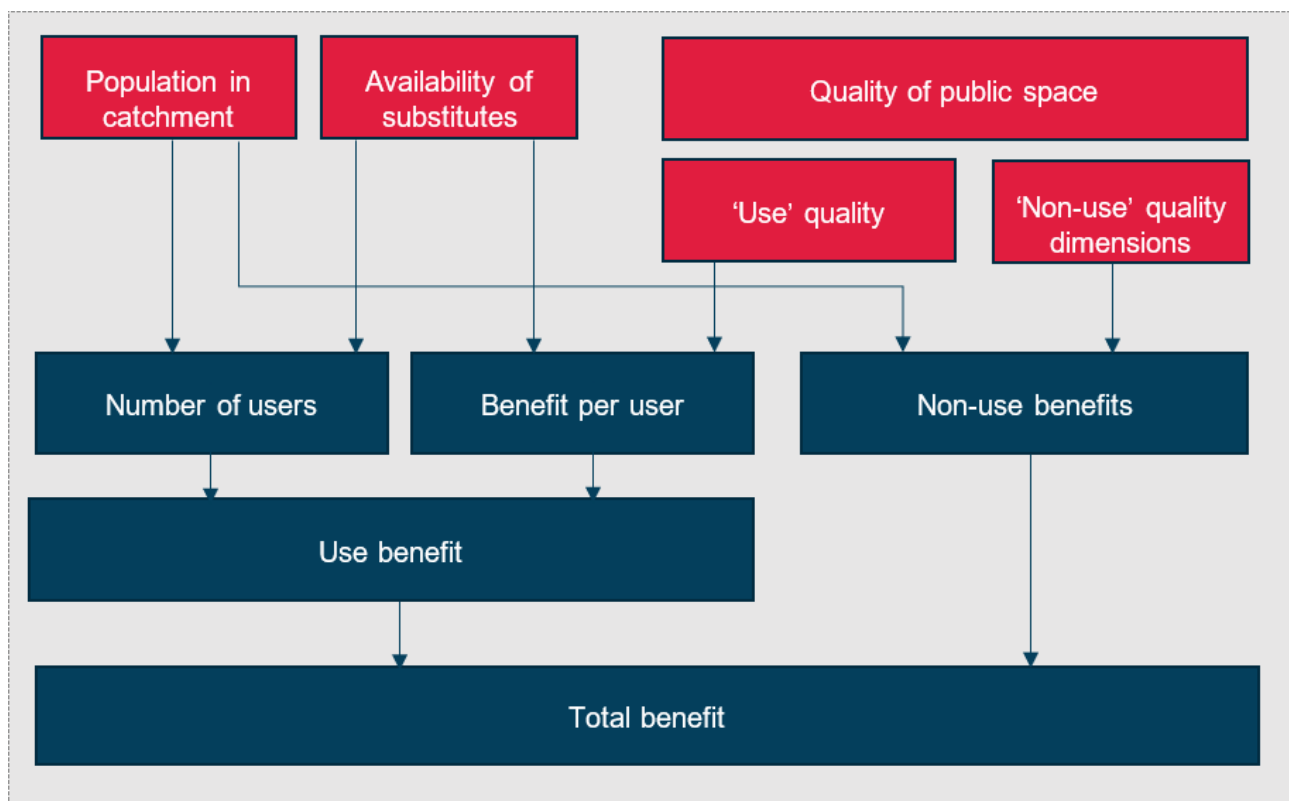 Population in
catchment
Availability of
substitutes
Quality of public space
‘Use’ quality
‘Non-use’ quality
dimensions
Number of users
Benefit per user
Non-use benefits
Use benefit
Total benefit